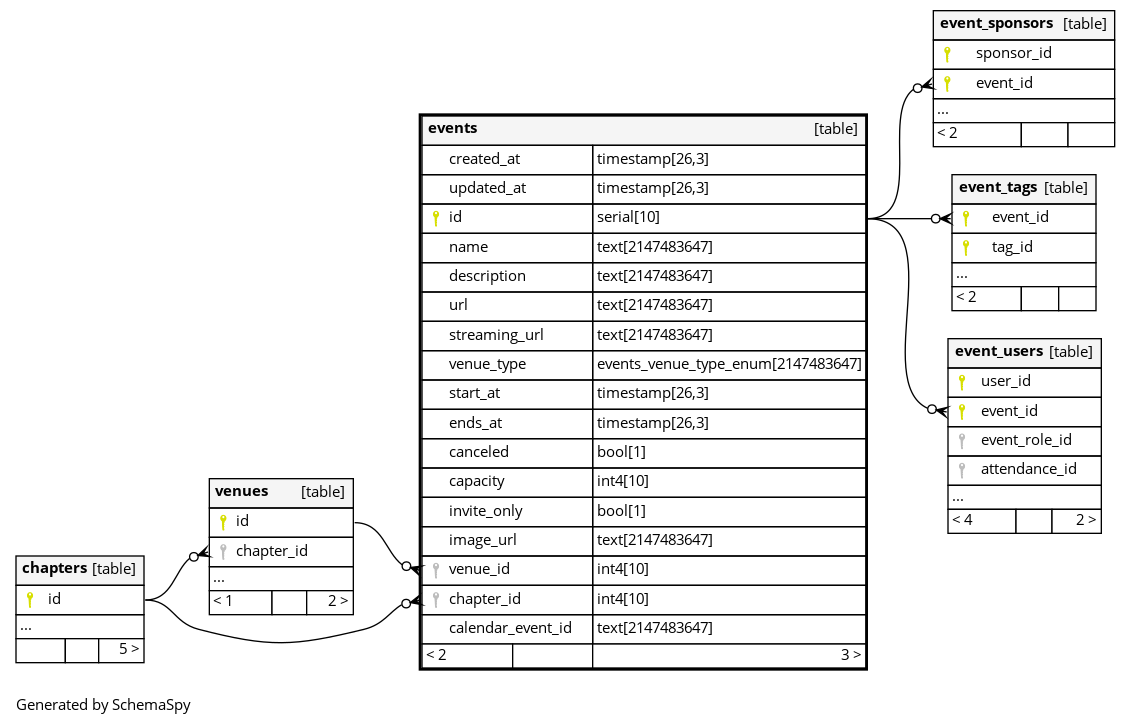 event_sponsors [table]
sponsor_id
event_id
...
< 2
events [table]
created_at timestamp[26,3]
updated_at timestamp[26,3]
id serial[10]
name text[2147483647]
description text[2147483647]
url text[2147483647]
streaming_url text[2147483647]
venue_type events_venue_type_enum[2147483647]
start_at timestamp[26,3]
ends_at timestamp[26,3]
canceled bool[1]
capacity int4[10]
invite_only bool[1]
image_url text[2147483647]
venue_id int4[10]
chapter_id int4[10]
calendar_event_id text[2147483647]
< 2 3 >
event_tags [table]
event_id
tag_id
...
< 2
event_users [table]
user_id
event_id
event_role_id
attendance_id
...
< 4 2 >
venues [table]
id
chapter_id
...
< 1 2 >
chapters [table]
id
...
5 >
Generated by SchemaSpy